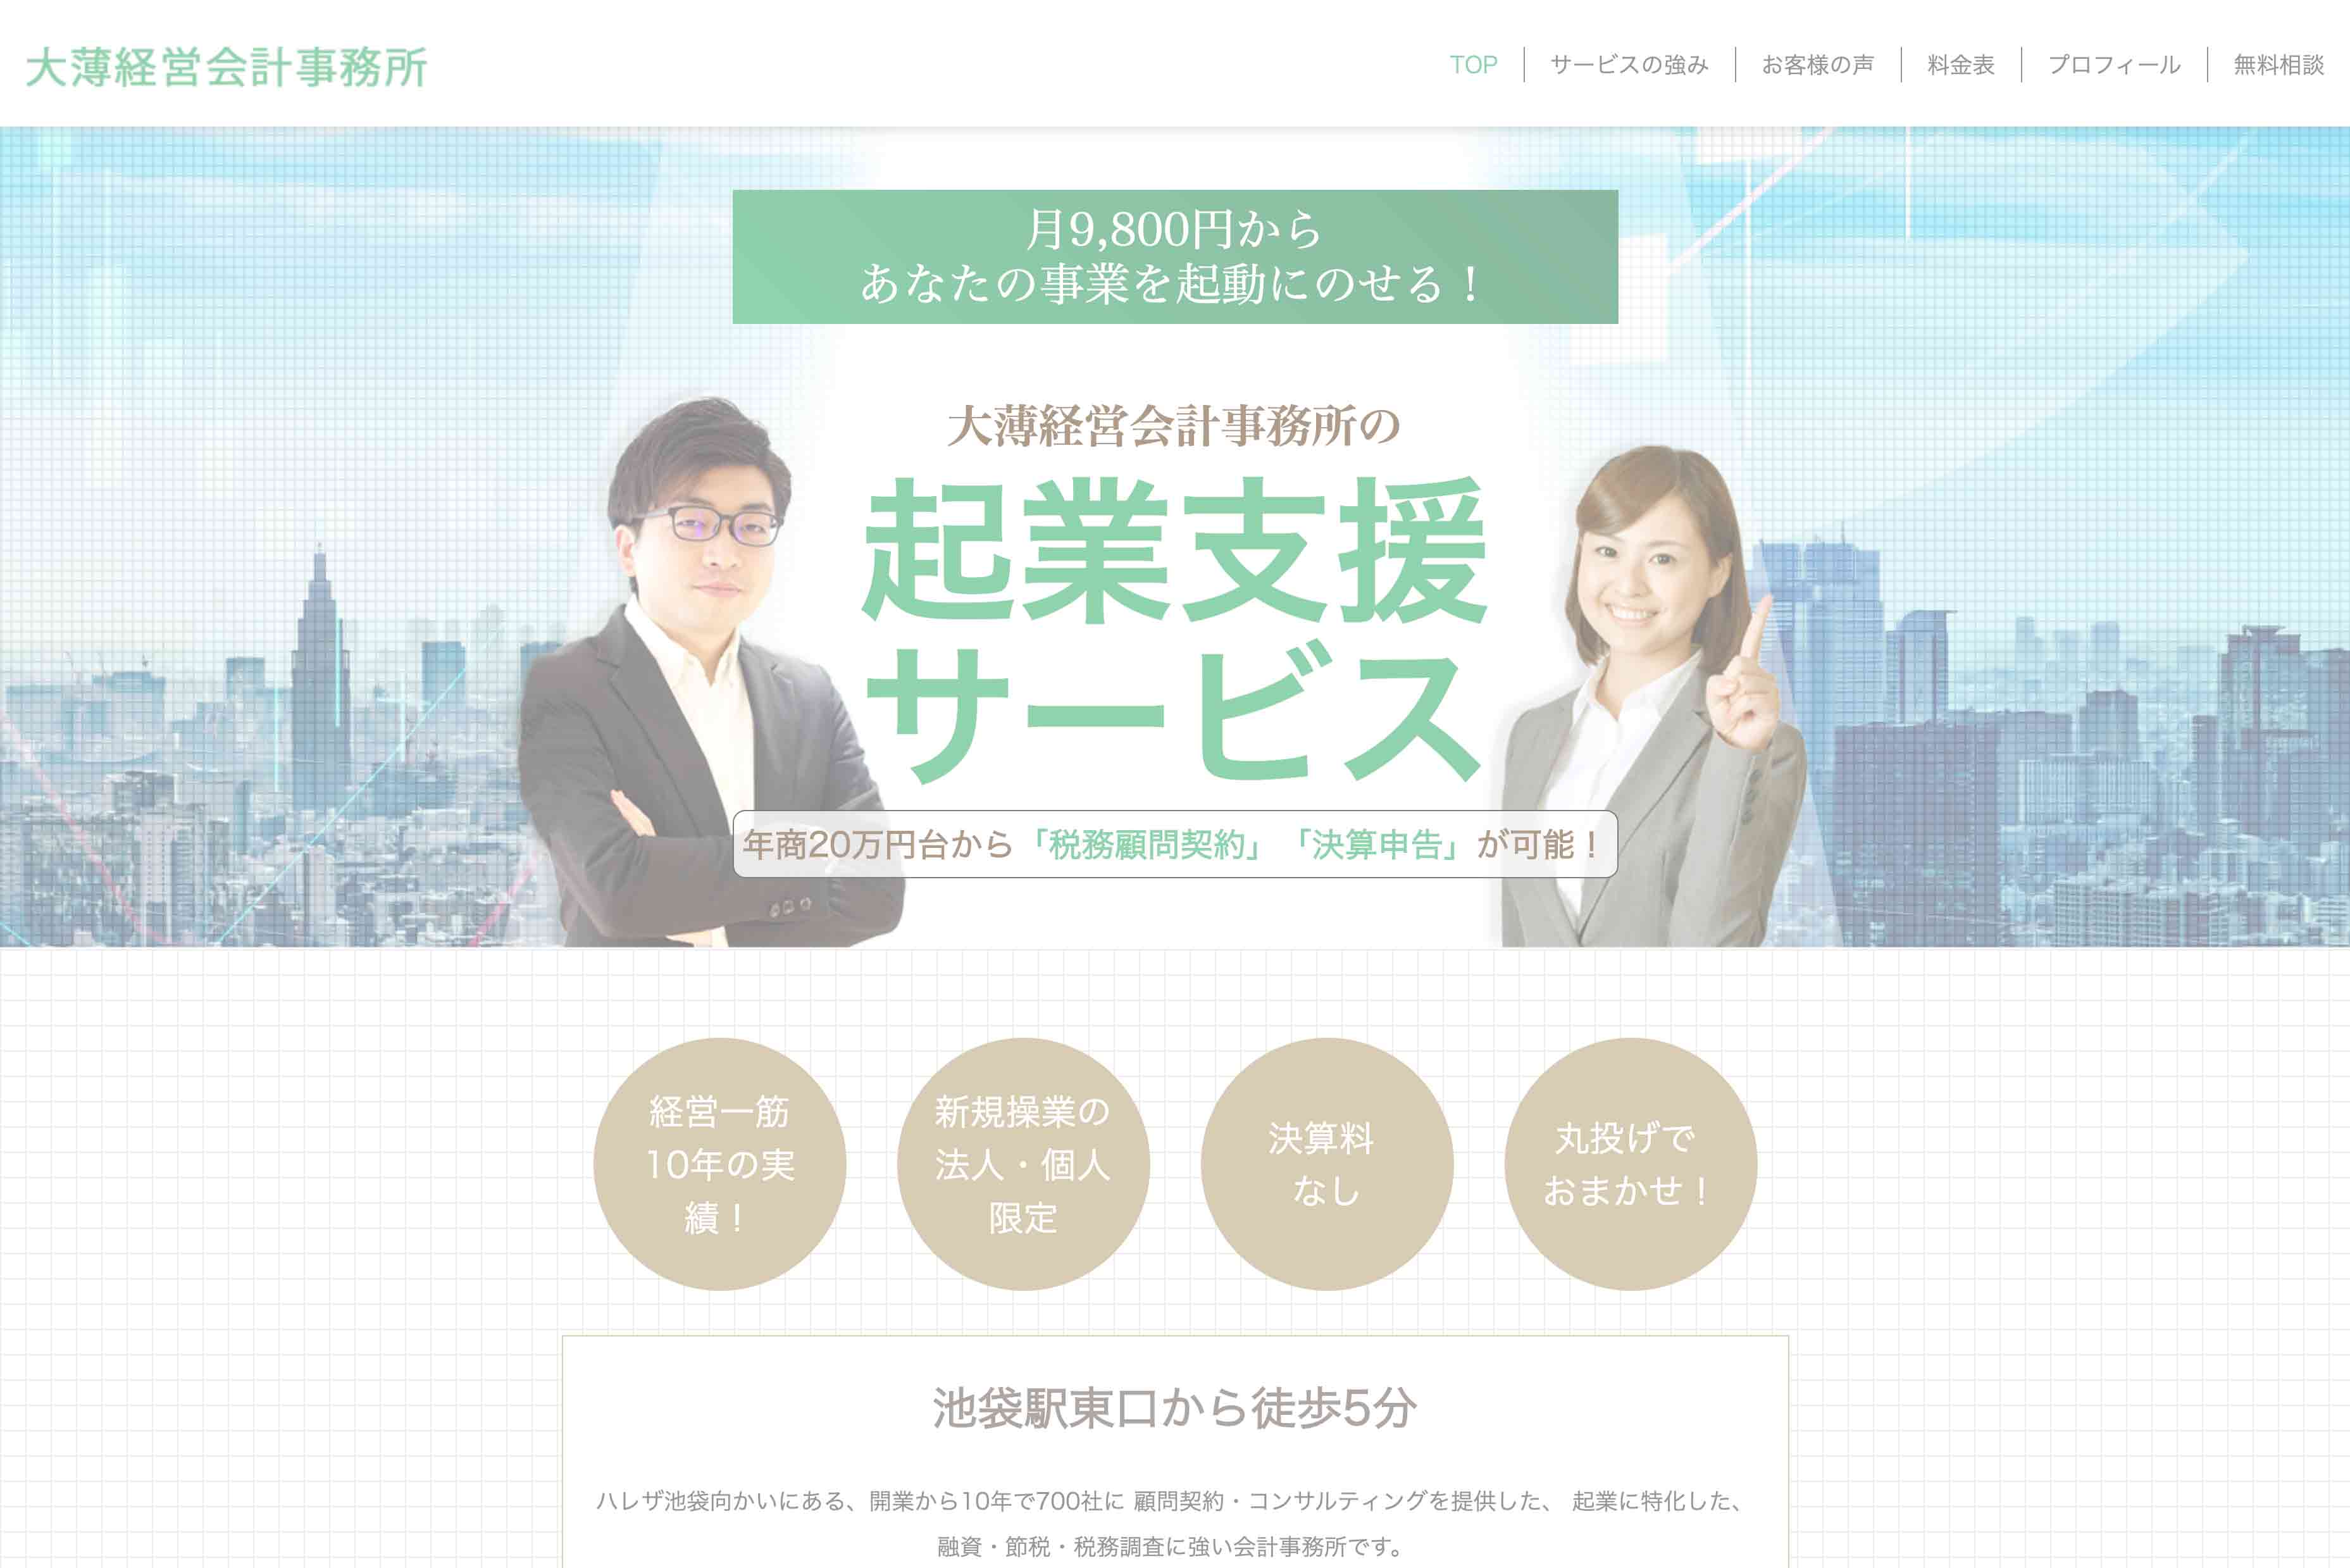 大薄経営会計事務所
TOP
サービスの強み
お客様の声
料金表
プロフィール
無料相談
月9,800円から
あなたの事業を起動にのせる！
大薄経営会計事務所の
起業支援
サービス
年商20万円台から「税務顧問契約」「決算申告」が可能！
経営一筋
10年の実
績！
新規操業の
法人・個人
限定
決算料
なし
丸投げで
おまかせ！
池袋駅東口から徒歩5分
ハレザ池袋向かいにある、開業から10年で700社に 顧問契約・コンサルティングを提供した、 起業に特化した、
融資・節税・税務調査に強い会計事務所です。